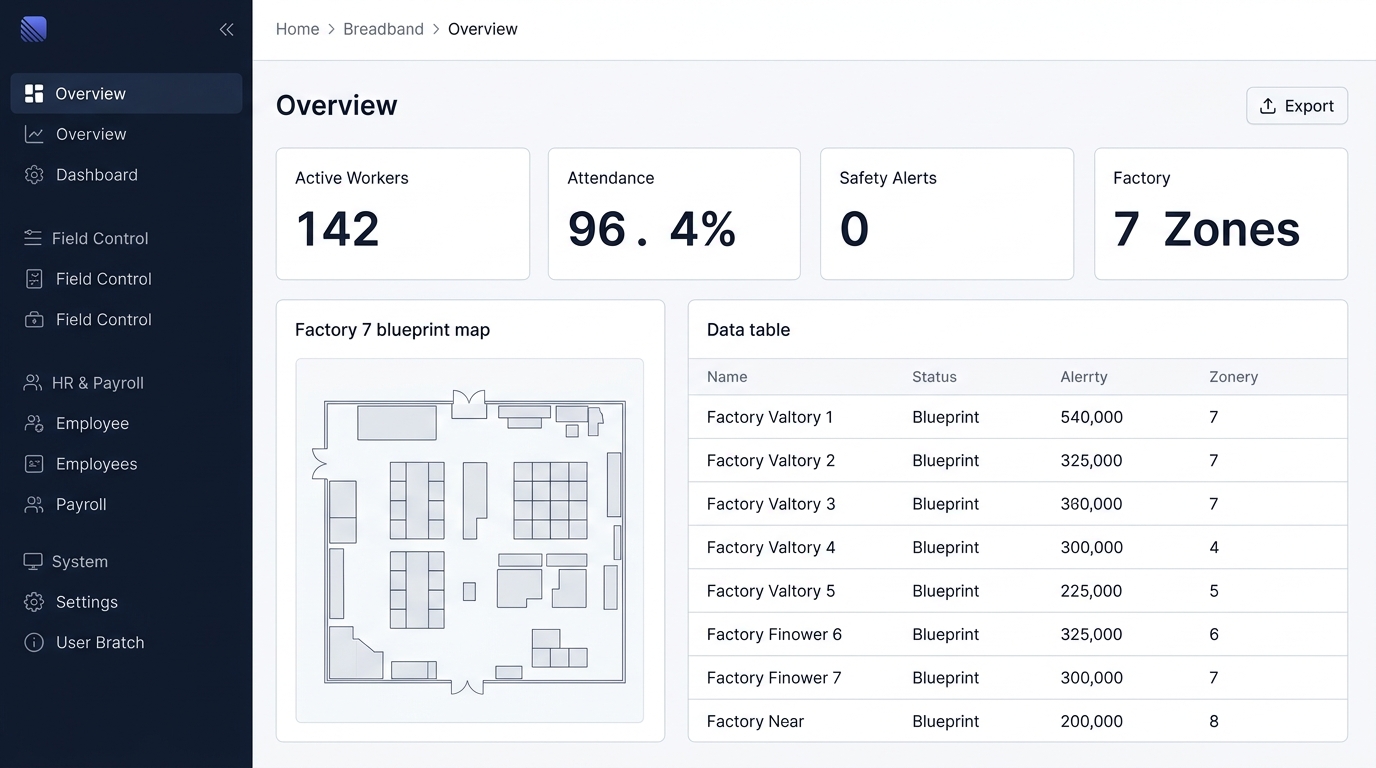 Home > Breadband > Overview
Overview
Overview
Dashboard
Field Control
Field Control
Field Control
HR & Payroll
Employee
Employees
Payroll
System
Settings
User Bratch
Overview
Export
Active Workers
142
Attendance
96. 4%
Safety Alerts
0
Factory
7 Zones
Factory 7 blueprint map
Data table
Name Status Alerrty Zonery
Factory Valtory 1 Blueprint 540,000 7
Factory Valtory 2 Blueprint 325,000 7
Factory Valtory 3 Blueprint 360,000 7
Factory Valtory 4 Blueprint 300,000 4
Factory Valtory 5 Blueprint 225,000 5
Factory Finower 6 Blueprint 325,000 6
Factory Finower 7 Blueprint 300,000 7
Factory Near Blueprint 200,000 8